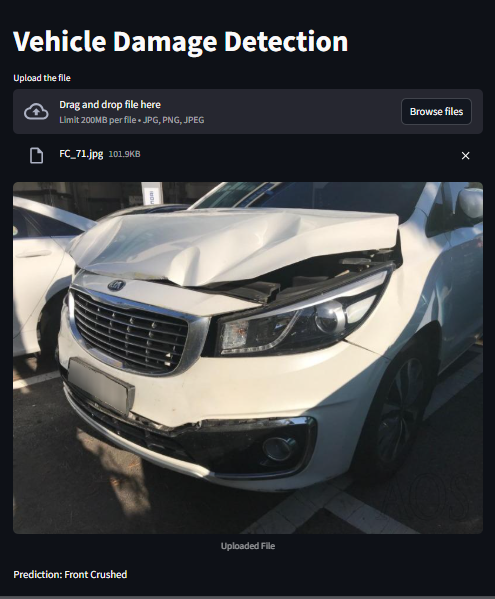 Vehicle Damage Detection
Upload the file
Drag and drop file here
Limit 200MB per file • JPG, PNG, JPEG
Browse files
FC_71.jpg 101.9KB
KIA
Uploaded File
Prediction: Front Crushed